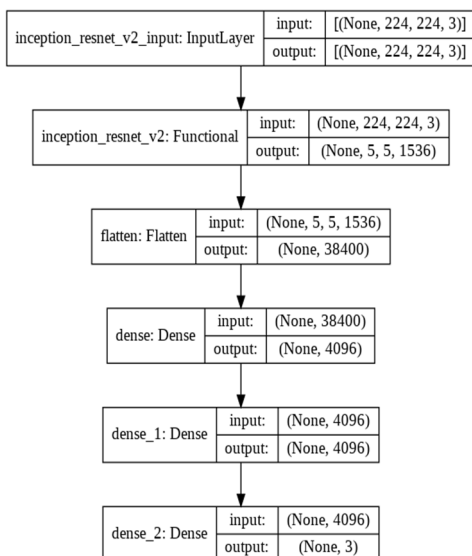 inception_resnet_v2_input: InputLayer input: [(None, 224, 224, 3)]
output: [(None, 224, 224, 3)]
inception_resnet_v2: Functional input: (None, 224, 224, 3)
output: (None, 5, 5, 1536)
flatten: Flatten input: (None, 5, 5, 1536)
output: (None, 38400)
dense: Dense input: (None, 38400)
output: (None, 4096)
dense_1: Dense input: (None, 4096)
output: (None, 4096)
dense_2: Dense input: (None, 4096)
output: (None, 3)